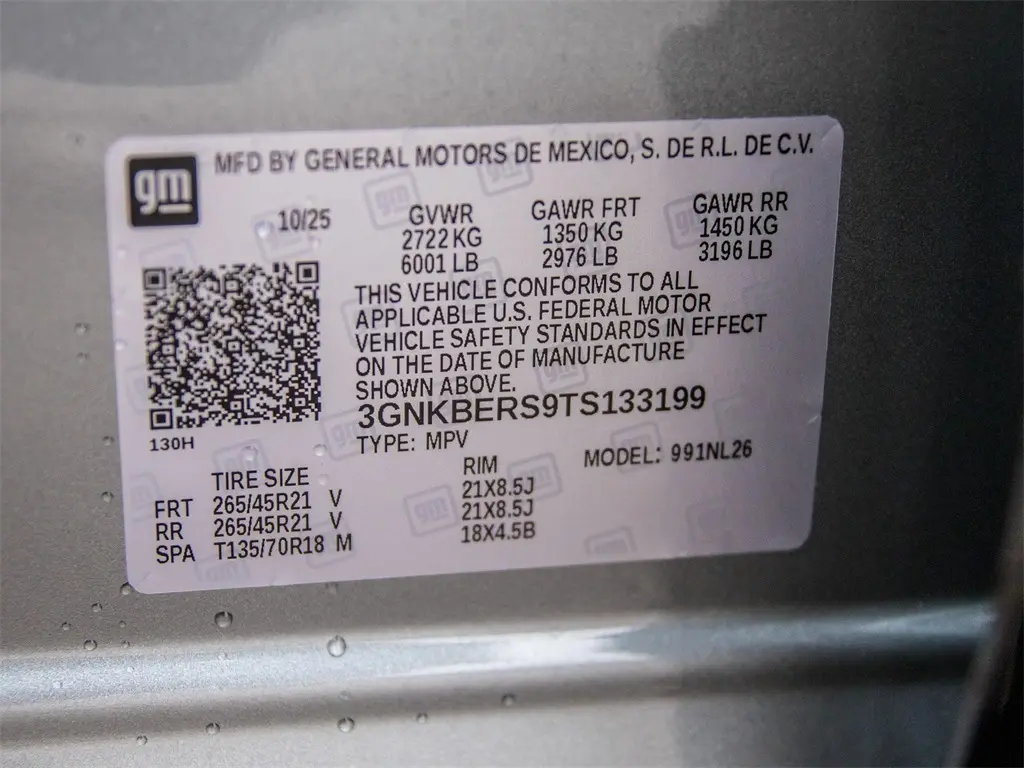 gm
MFD BY GENERAL MOTORS DE MEXICO, S. DE R.L. DE C.V.
10/25 GVWR GAWR FRT GAWR RR
2722 KG 1350 KG 1450 KG
6001 LB 2976 LB 3196 LB
THIS VEHICLE CONFORMS TO ALL
APPLICABLE U.S. FEDERAL MOTOR
VEHICLE SAFETY STANDARDS IN EFFECT
ON THE DATE OF MANUFACTURE
SHOWN ABOVE.
3GNKBERS9TS133199
130H
TYPE: MPV
MODEL: 991NL26
TIRE SIZE RIM
FRT 265/45R21 V 21X8.5J
RR 265/45R21 V 21X8.5J
SPA T135/70R18 M 18X4.5B